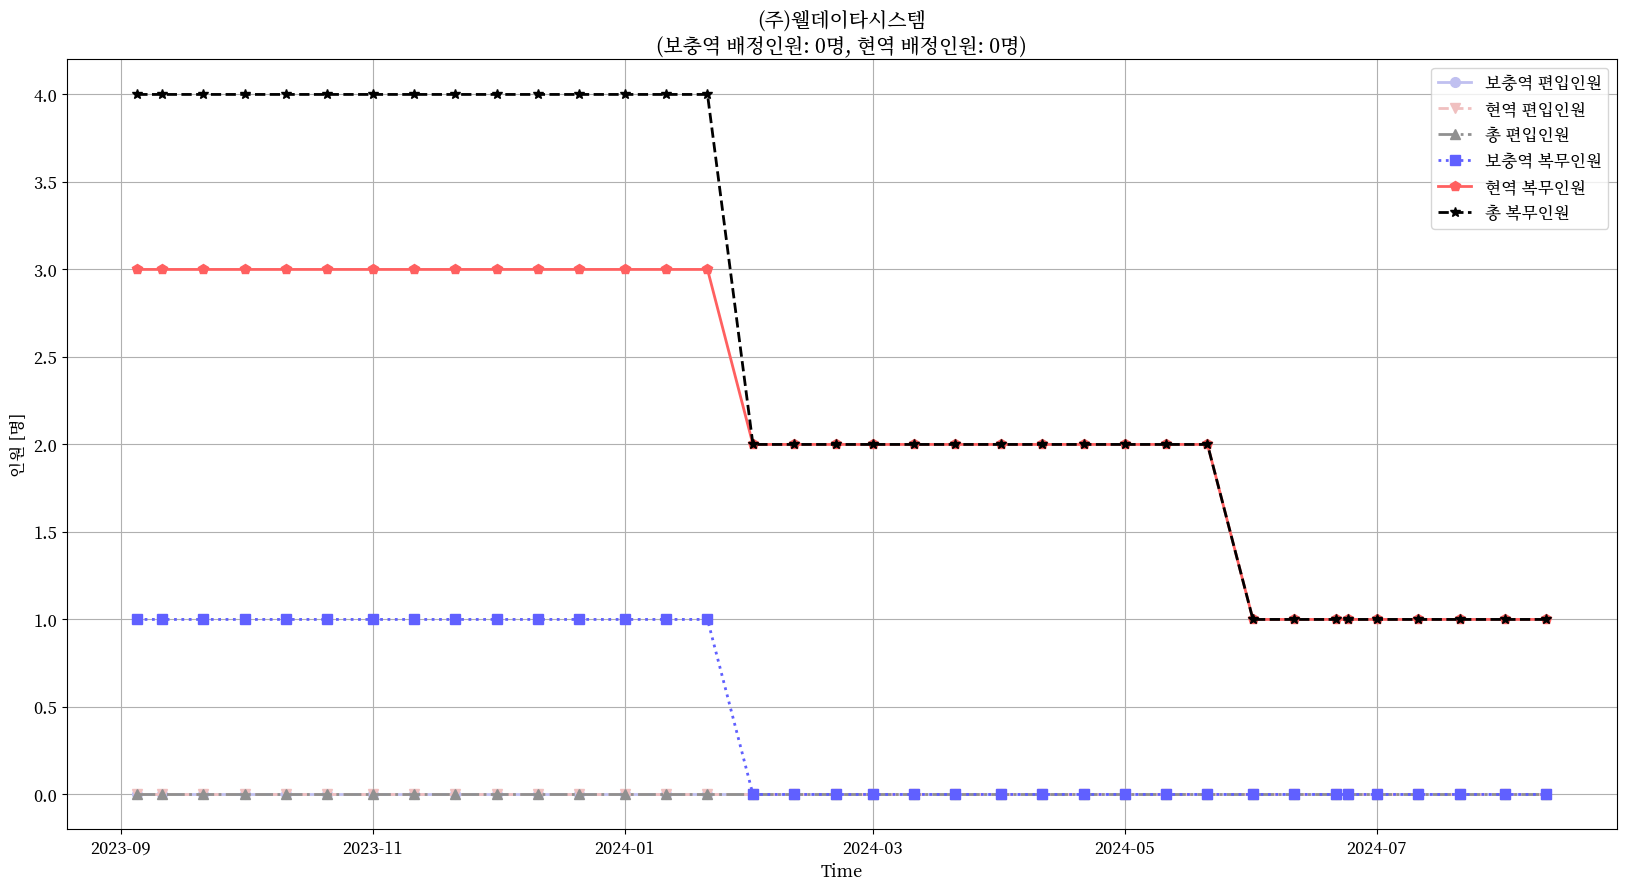 (주)웰데이타시스템
(보충역 배정인원: 0명, 현역 배정인원: 0명)
보충역 편입인원
현역 편입인원
총 편입인원
보충역 복무인원
현역 복무인원
총 복무인원
인원 [명]
4.0
3.5
3.0
2.5
2.0
1.5
1.0
0.5
0.0
2023-09
2023-11
2024-01
2024-03
2024-05
2024-07
Time